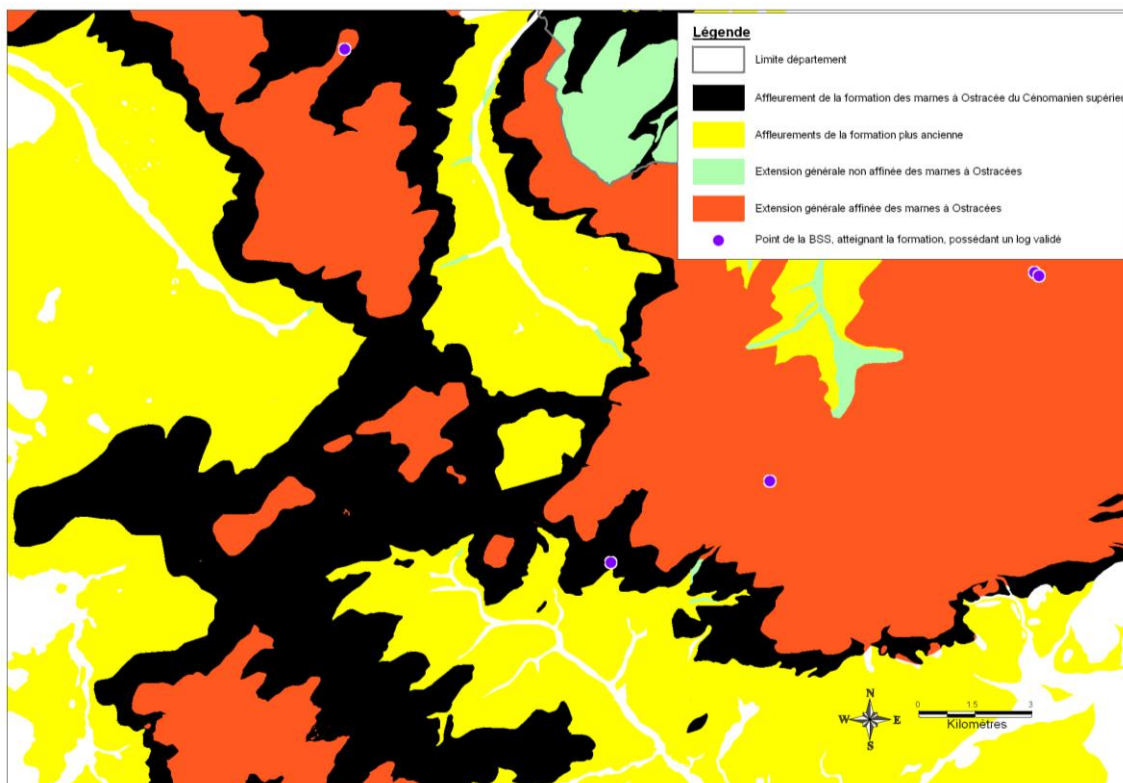 Légende
Limite département
Affleurement de la formation des marnes à Ostracée du Cénomanien supérieur
Affleurements de la formation plus ancienne
Extension générale non affinée des marnes à Ostracées
Extension générale affinée des marnes à Ostracées
Point de la BSS, atteignant la formation, possédant un log validé
N
W E
S
0 1.5 3
Kilomètres